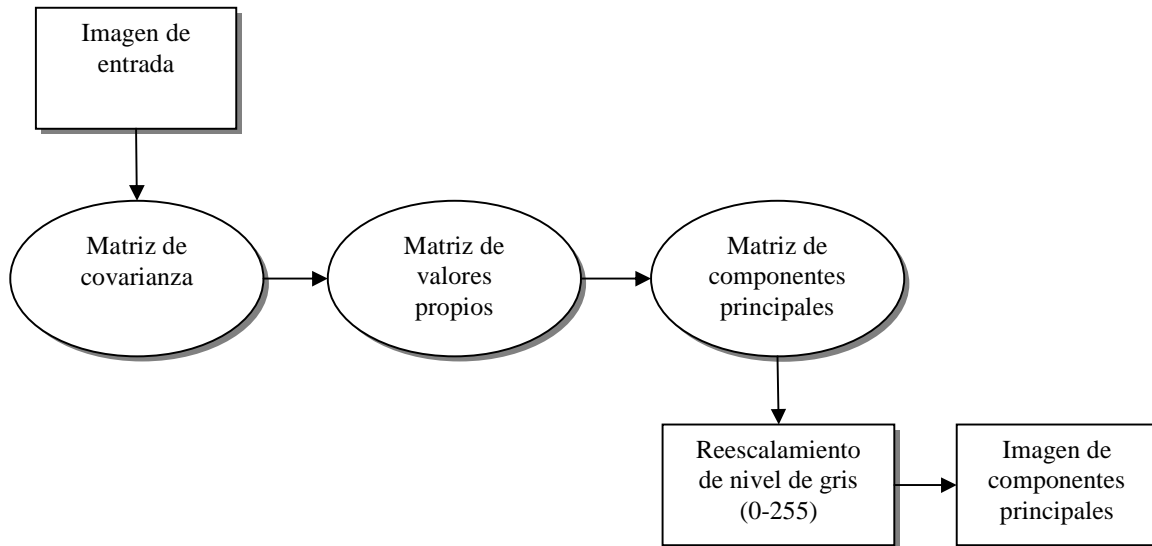 Imagen de
entrada
Matriz de
covarianza
Matriz de
valores
propios
Matriz de
componentes
principales
Reescalamiento
de nivel de gris
(0-255)
Imagen de
componentes
principales